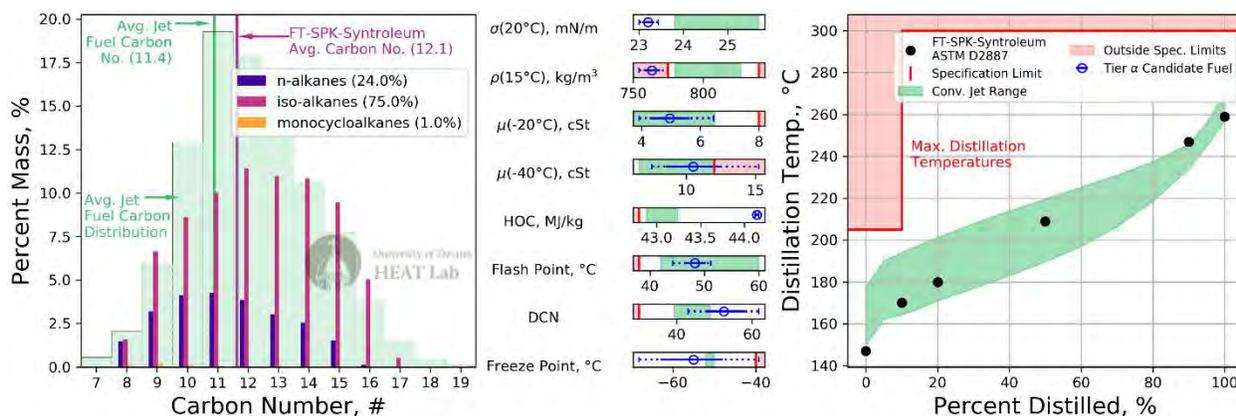 Avg. Jet
Fuel Carbon
No. (11.4)
FT-SPK-Syntroleum
Avg. Carbon No. (12.1)
n-alkanes (24.0%)
iso-alkanes (75.0%)
monocycloalkanes (1.0%)
Avg. Jet
Fuel Carbon
Distribution
University of Dayton
HEAT Lab
Percent Mass, %
20.0
17.5
15.0
12.5
10.0
7.5
5.0
2.5
0.0
7 8 9 10 11 12 13 14 15 16 17 18 19
Carbon Number, #
σ(20°C), mN/m
23 24 25
ρ(15°C), kg/m³
750 800
μ(-20°C), cSt
4 6 8
μ(-40°C), cSt
10 15
HOC, MJ/kg
43.0 43.5 44.0
Flash Point, °C
40 50 60
DCN
40 60
Freeze Point, °C
−60 −40
Distillation Temp., °C
300
280
260
240
220
200
180
160
140
FT-SPK-Syntroleum
ASTM D2887
Specification Limit
Conv. Jet Range
Outside Spec. Limits
Tier α Candidate Fuel
Max. Distillation
Temperatures
0 20 40 60 80 100
Percent Distilled, %